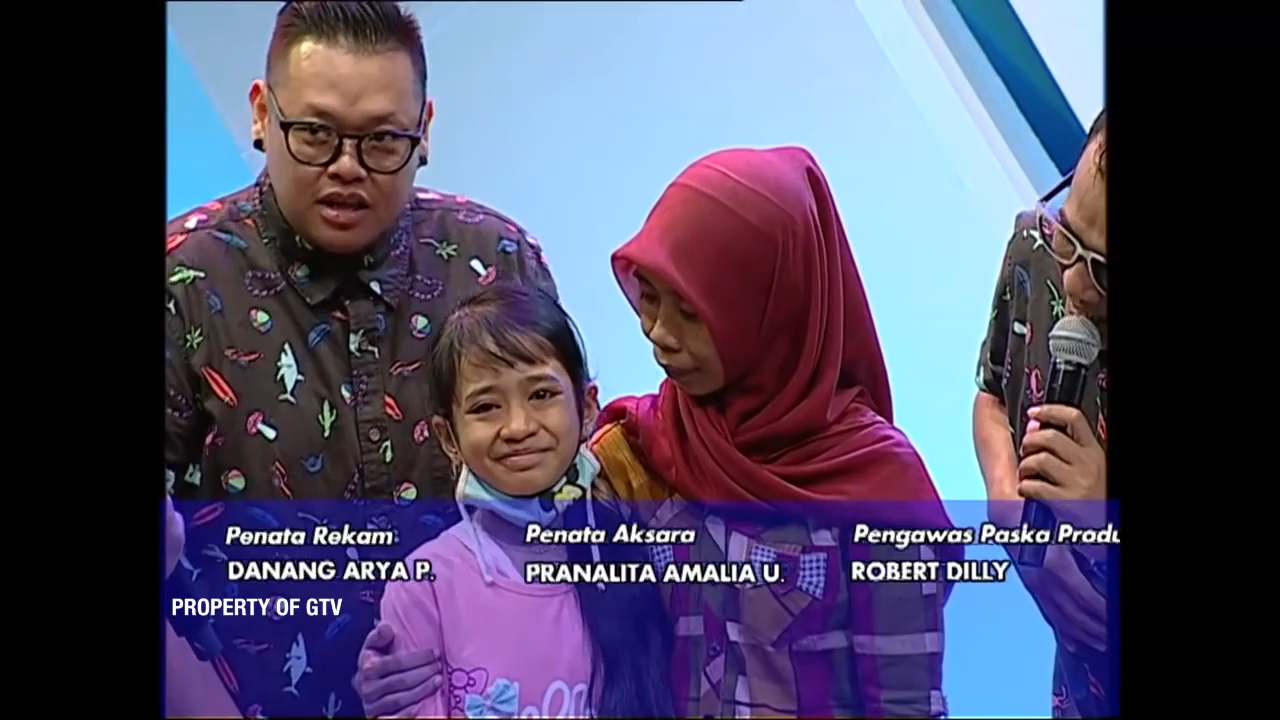 Penata Rekam
DANANG ARYA P.
Penata Aksara
PRANALITA AMALIA U.
Pengawas Paska Produ
ROBERT DILLY
PROPERTY OF GTV